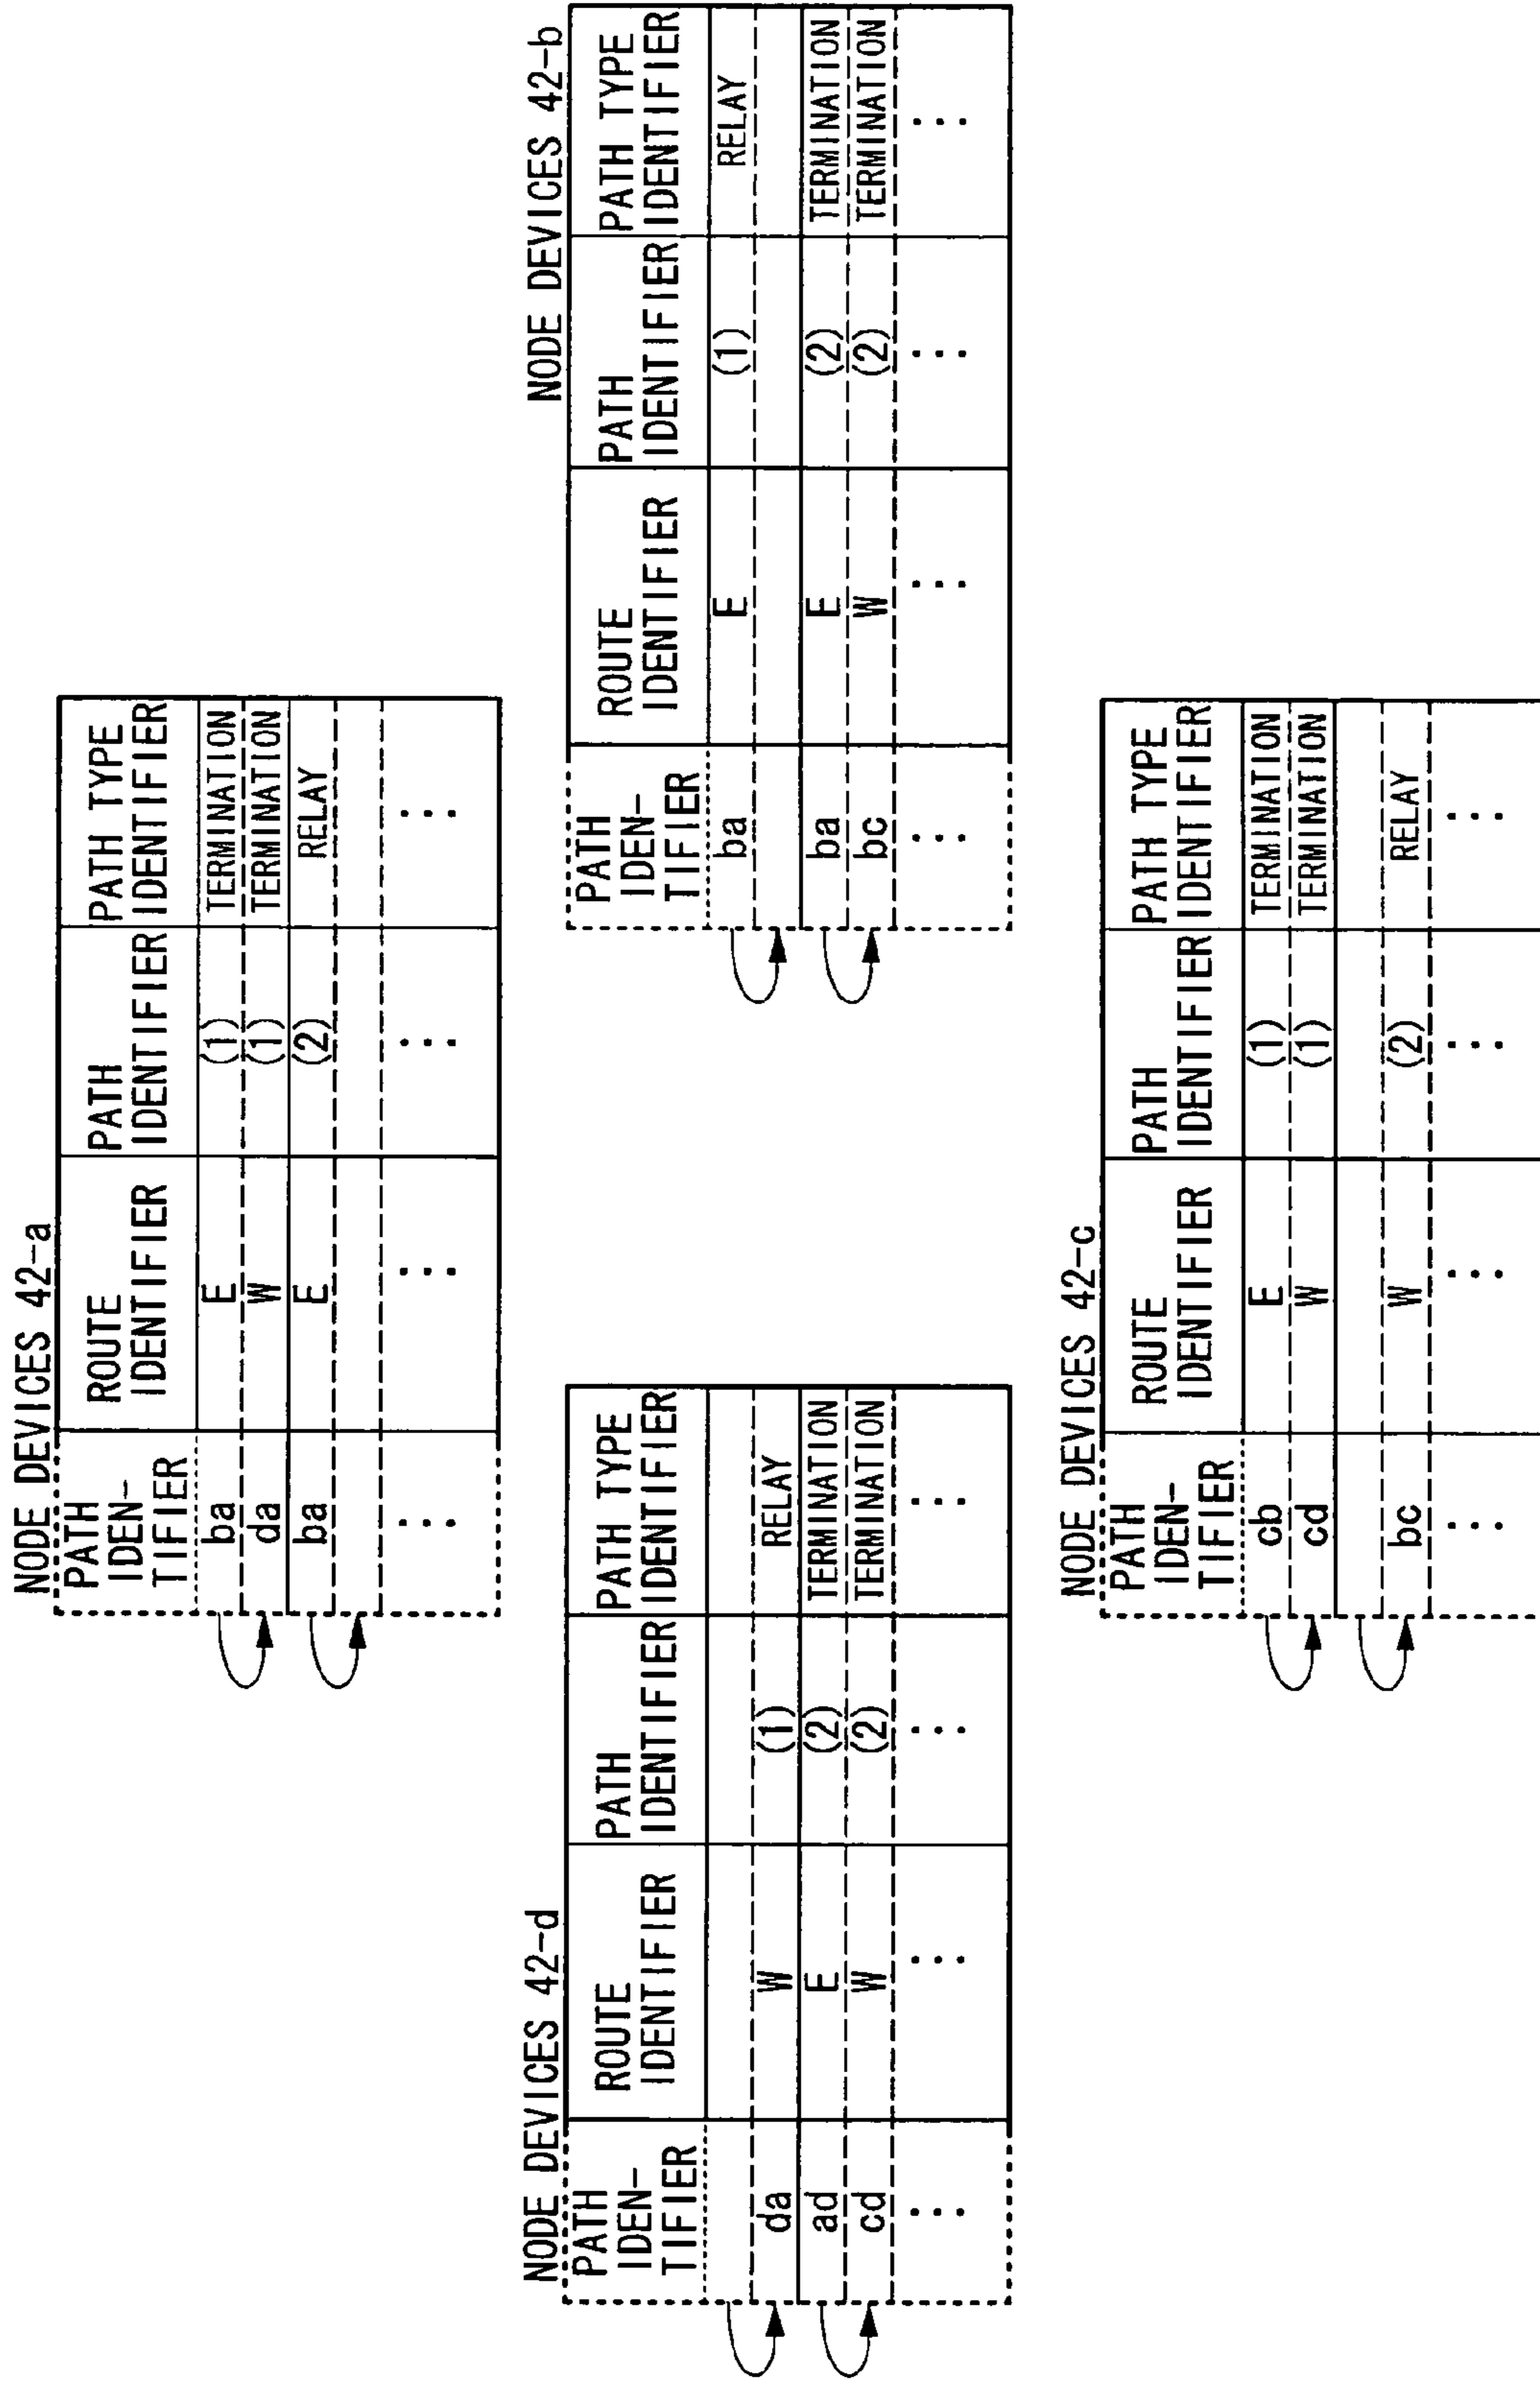 NODE DEVICES 42-a
PATH IDEN- TIFIER ROUTE IDENTIFIER PATH IDENTIFIER PATH TYPE IDENTIFIER
ba E (1) TERMINATION
da W (1) TERMINATION
ba E (2) RELAY
... ... ... ...
NODE DEVICES 42-d
PATH IDEN- TIFIER ROUTE IDENTIFIER PATH IDENTIFIER PATH TYPE IDENTIFIER
da W (1) RELAY
ad E (2) TERMINATION
cd W (2) TERMINATION
... ... ... ...
NODE DEVICES 42-b
PATH IDEN- TIFIER ROUTE IDENTIFIER PATH IDENTIFIER PATH TYPE IDENTIFIER
ba E (1) RELAY
ba E (2) TERMINATION
bc W (2) TERMINATION
... ... ... ...
NODE DEVICES 42-c
PATH IDEN- TIFIER ROUTE IDENTIFIER PATH IDENTIFIER PATH TYPE IDENTIFIER
cb E (1) TERMINATION
cd W (1) TERMINATION
bc W (2) RELAY
... ... ... ...